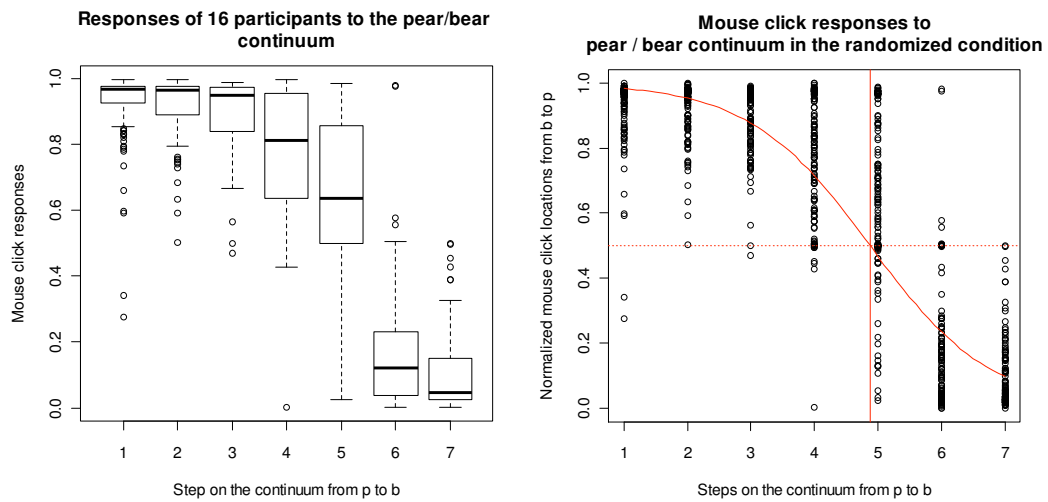 Responses of 16 participants to the pear/bear
continuum
Mouse click responses
0.0 0.2 0.4 0.6 0.8 1.0
1 2 3 4 5 6 7
Step on the continuum from p to b
Mouse click responses to
pear / bear continuum in the randomized condition
Normalized mouse click locations from b to p
0.0 0.2 0.4 0.6 0.8 1.0
1 2 3 4 5 6 7
Steps on the continuum from p to b